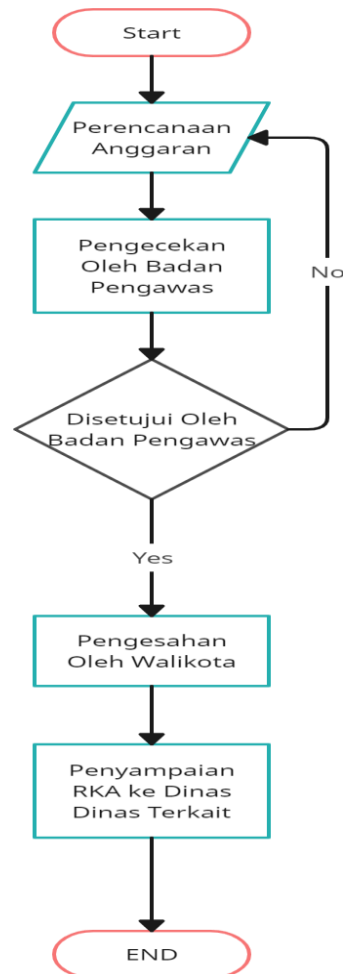 Start
Perencanaan
Anggaran
Pengecekan
Oleh Badan
Pengawas
No
Disetujui Oleh
Badan Pengawas
Yes
Pengesahan
Oleh Walikota
Penyampaian
RKA ke Dinas
Dinas Terkait
END